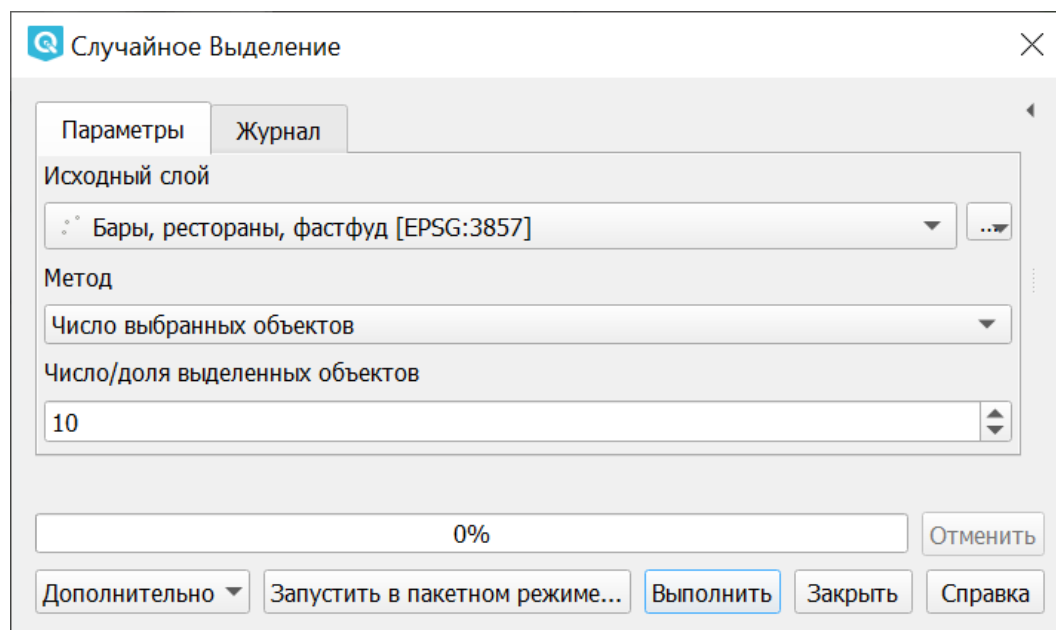 Случайное Выделение
Параметры Журнал
Исходный слой
Бары, рестораны, фастфуд [EPSG:3857] ...
Метод
Число выбранных объектов
Число/доля выделенных объектов
10
0% Отменить
Дополнительно Запустить в пакетном режиме... Выполнить Закрыть Справка